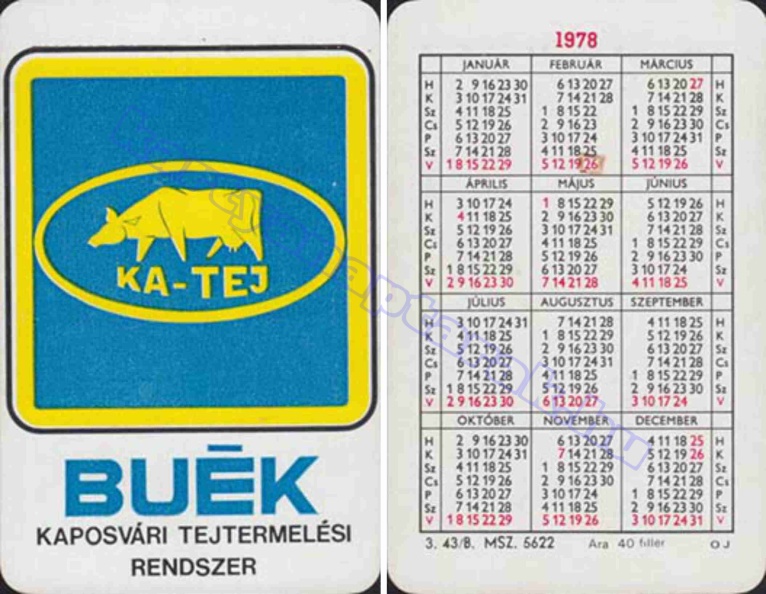 KA-TEJ
BUÉK
KAPOSVÁRI TEJTERMELÉSI
RENDSZER
1978
JANUÁR FEBRUÁR MÁRCIUS
H 2 9 16 23 30 6 13 20 27 6 13 20 27 H
K 3 10 17 24 31 7 14 21 28 7 14 21 28 K
Sz 4 11 18 25 1 8 15 22 1 8 15 22 29 Sz
Cs 5 12 19 26 2 9 16 23 2 9 16 23 30 Cs
P 6 13 20 27 3 10 17 24 3 10 17 24 31 P
Sz 7 14 21 28 4 11 18 25 4 11 18 25 Sz
V 1 8 15 22 29 5 12 19 26 5 12 19 26 V
ÁPRILIS MÁJUS JÚNIUS
H 3 10 17 24 1 8 15 22 29 5 12 19 26 H
K 4 11 18 25 2 9 16 23 30 6 13 20 27 K
Sz 5 12 19 26 3 10 17 24 31 7 14 21 28 Sz
Cs 6 13 20 27 4 11 18 25 1 8 15 22 29 Cs
P 7 14 21 28 5 12 19 26 2 9 16 23 30 P
Sz 1 8 15 22 29 6 13 20 27 3 10 17 24 Sz
V 2 9 16 23 30 7 14 21 28 4 11 18 25 V
JÚLIUS AUGUSZTUS SZEPTEMBER
H 3 10 17 24 31 7 14 21 28 4 11 18 25 H
K 4 11 18 25 1 8 15 22 29 5 12 19 26 K
Sz 5 12 19 26 2 9 16 23 30 6 13 20 27 Sz
Cs 6 13 20 27 3 10 17 24 31 7 14 21 28 Cs
P 7 14 21 28 4 11 18 25 1 8 15 22 29 P
Sz 1 8 15 22 29 5 12 19 26 2 9 16 23 30 Sz
V 2 9 16 23 30 6 13 20 27 3 10 17 24 V
OKTÓBER NOVEMBER DECEMBER
H 2 9 16 23 30 6 13 20 27 4 11 18 25 H
K 3 10 17 24 31 7 14 21 28 5 12 19 26 K
Sz 4 11 18 25 1 8 15 22 29 6 13 20 27 Sz
Cs 5 12 19 26 2 9 16 23 30 7 14 21 28 Cs
P 6 13 20 27 3 10 17 24 1 8 15 22 29 P
Sz 7 14 21 28 4 11 18 25 2 9 16 23 30 Sz
V 1 8 15 22 29 5 12 19 26 3 10 17 24 31 V
3. 43/B. MSZ. 5622 Ára 40 fillér O J